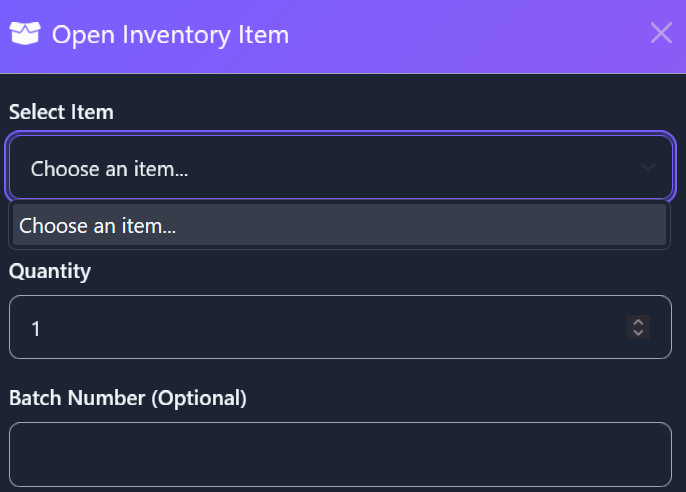 Open Inventory Item
Select Item
Choose an item...
Choose an item...
Quantity
1
Batch Number (Optional)